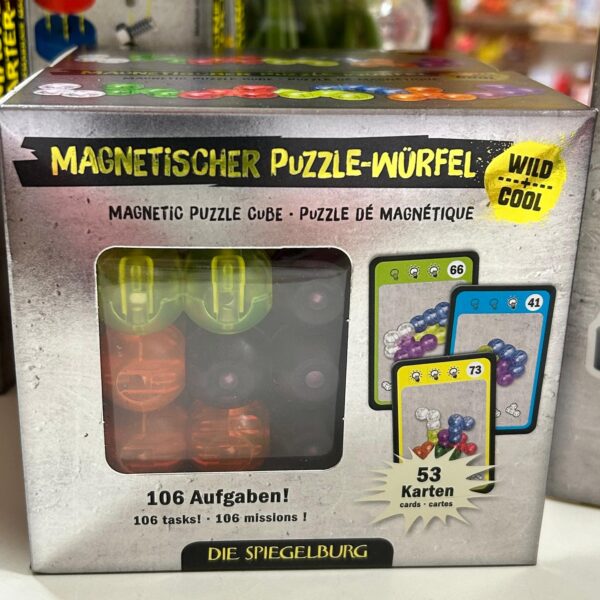 MAGNETISCHER PUZZLE-WÜRFEL
WILD
+
COOL
MAGNETIC PUZZLE CUBE · PUZZLE DÉ MAGNÉTIQUE
66
41
73
53
Karten
cards · cartes
106 Aufgaben!
106 tasks! · 106 missions !
DIE SPIEGELBURG